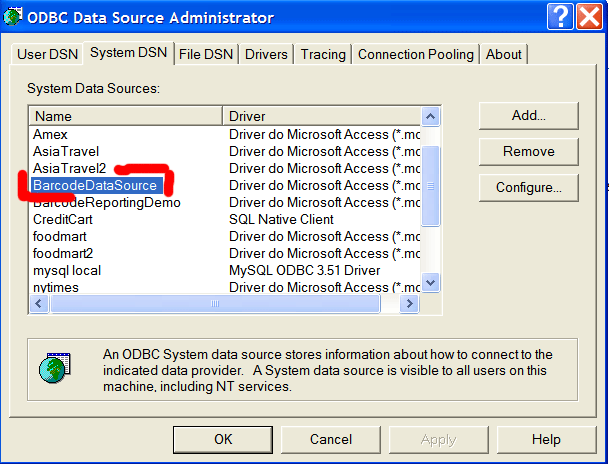 ODBC Data Source Administrator
User DSN System DSN File DSN Drivers Tracing Connection Pooling About
System Data Sources:
Name Driver
Amex Driver do Microsoft Access (*.mc
AsiaTravel Driver do Microsoft Access (*.mc
AsiaTravel2 Driver do Microsoft Access (*.mc
BarcodeDataSource Driver do Microsoft Access (*.mc
BarcodeReportingDemo Driver do Microsoft Access (*.mc
CreditCart SQL Native Client
foodmart Driver do Microsoft Access (*.mc
foodmart2 Driver do Microsoft Access (*.mc
mysql local MySQL ODBC 3.51 Driver
nytimes Driver do Microsoft Access (*.mc
Add...
Remove
Configure...
An ODBC System data source stores information about how to connect to the
indicated data provider. A System data source is visible to all users on this
machine, including NT services.
OK Cancel Apply Help